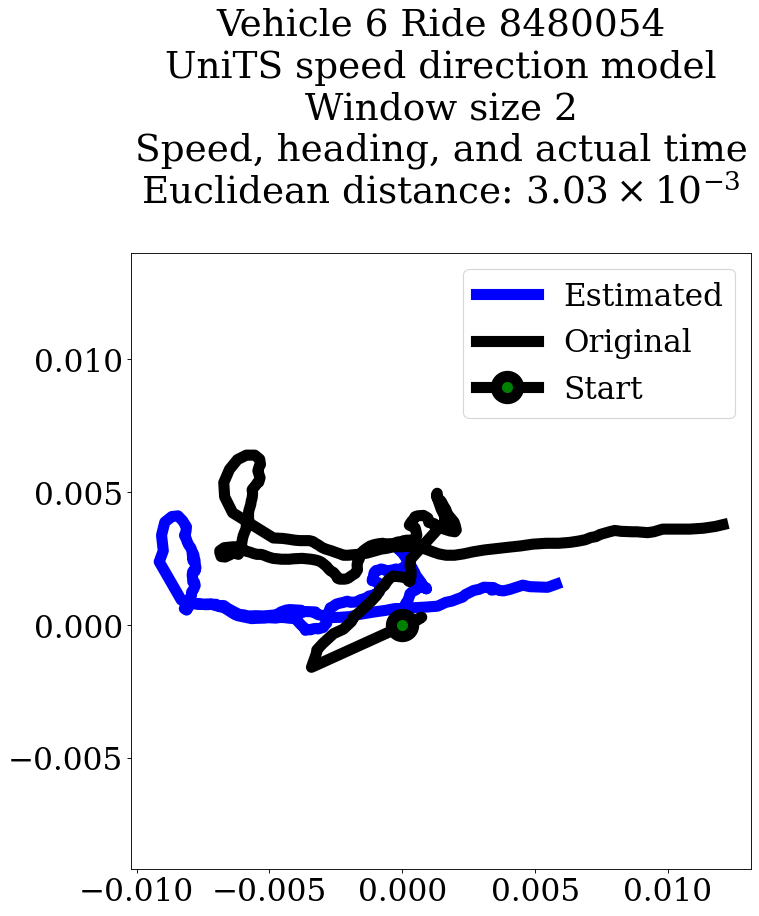 Vehicle 6 Ride 8480054
UniTS speed direction model
Window size 2
Speed, heading, and actual time
Euclidean distance: 3.03 × 10⁻³
Estimated
Original
Start
0.010
0.005
0.000
−0.005
−0.010 −0.005 0.000 0.005 0.010